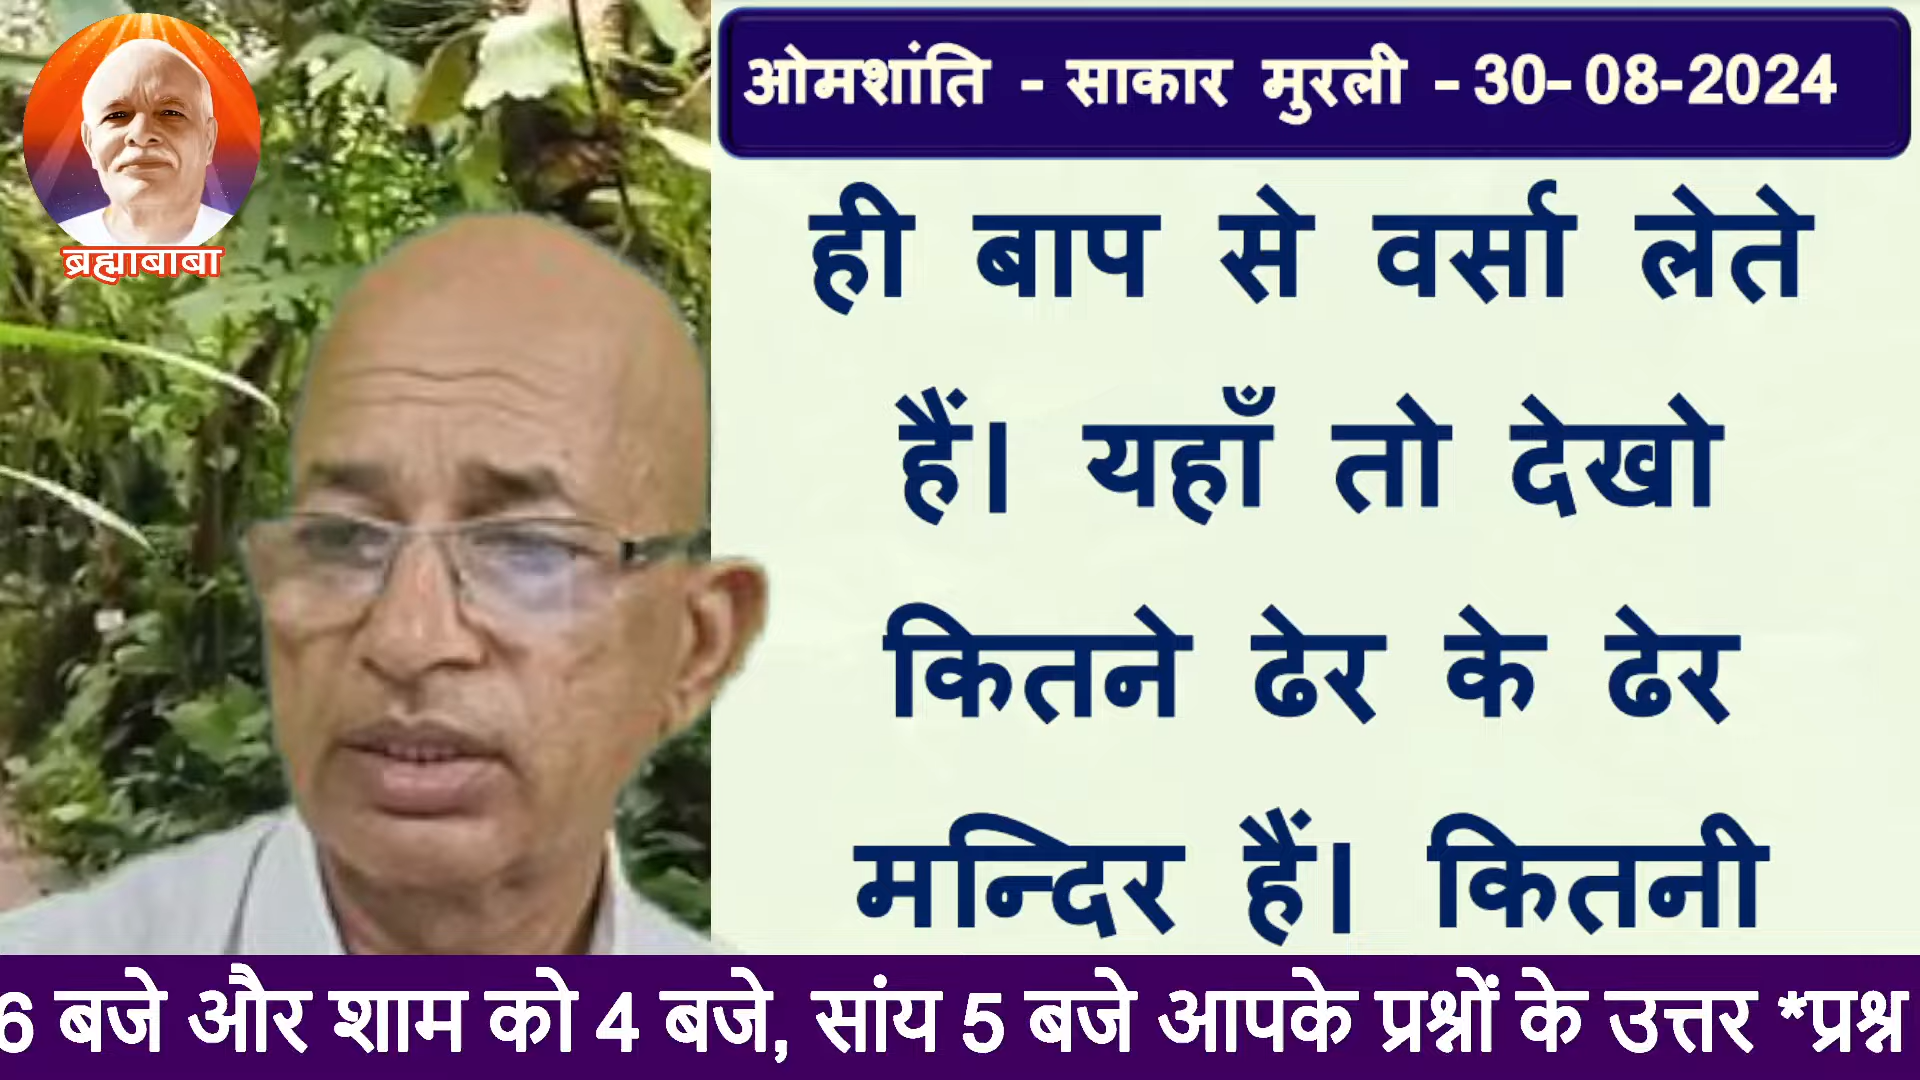 ओमशांति - साकार मुरली - 30- 08-2024
ब्रह्माबाबा
ही बाप से वर्सा लेते
हैं। यहाँ तो देखो
कितने ढेर के ढेर
मन्दिर हैं। कितनी
6 बजे और शाम को 4 बजे, सांय 5 बजे आपके प्रश्नों के उत्तर *प्रश्न